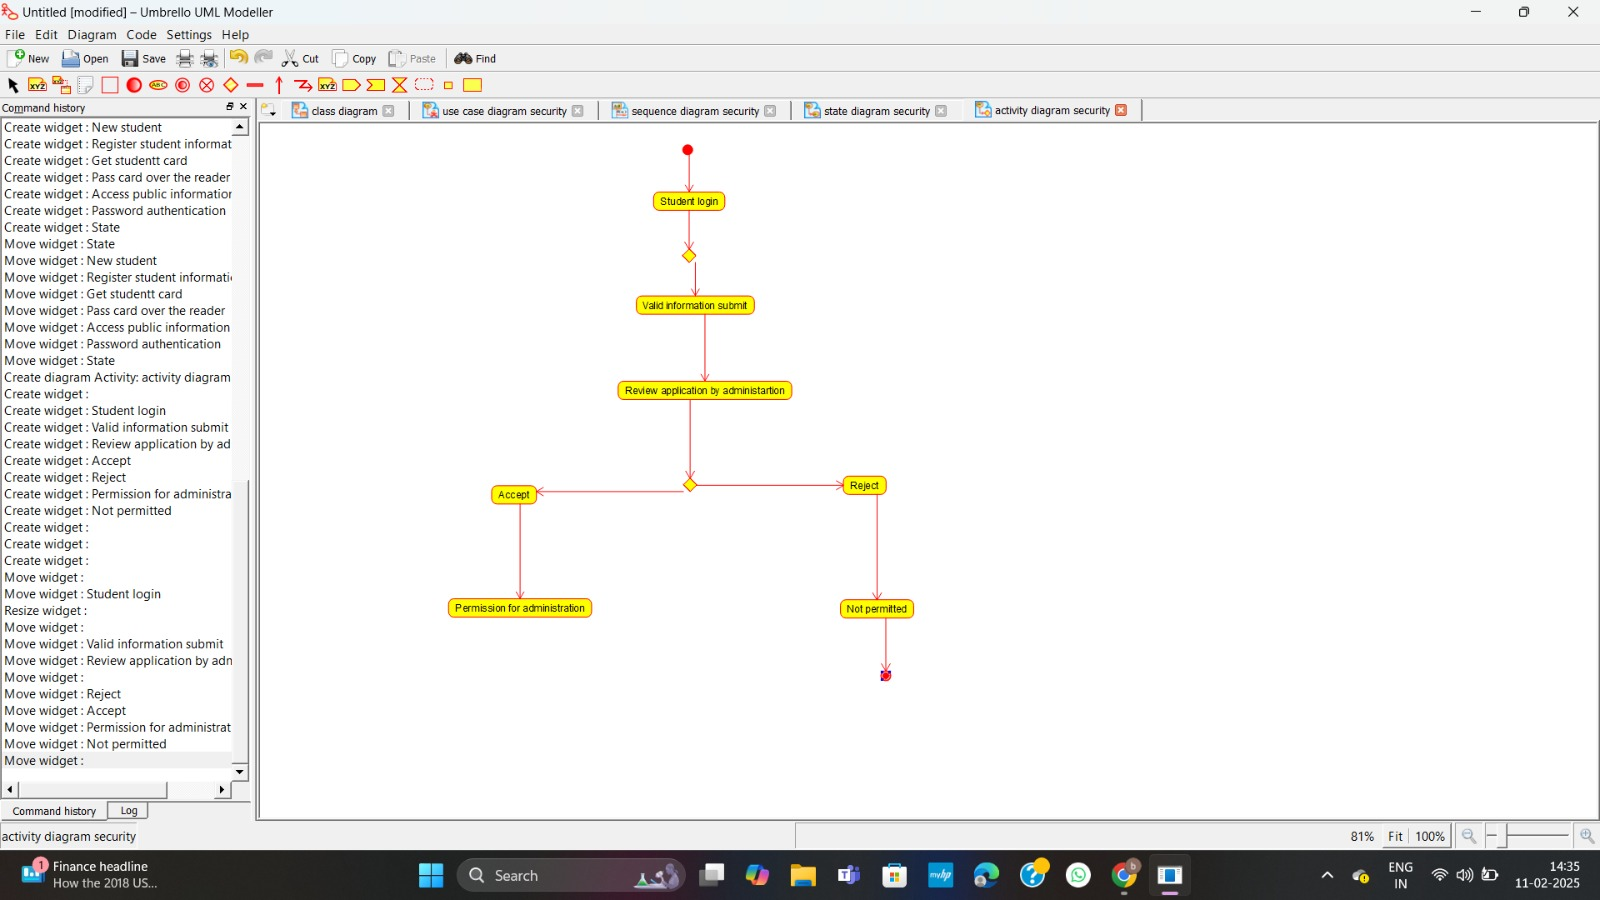 Untitled [modified] – Umbrello UML Modeller
File Edit Diagram Code Settings Help
New Open Save Cut Copy Paste Find
XYZ XYZ ABC XYZ
Command history
class diagram use case diagram security sequence diagram security state diagram security activity diagram security
Create widget : New student
Create widget : Register student informat
Create widget : Get studentt card
Create widget : Pass card over the reader
Create widget : Access public information
Create widget : Password authentication
Create widget : State
Move widget : State
Move widget : New student
Move widget : Register student informati
Move widget : Get studentt card
Move widget : Pass card over the reader
Move widget : Access public information
Move widget : Password authentication
Move widget : State
Create diagram Activity: activity diagram
Create widget :
Create widget : Student login
Create widget : Valid information submit
Create widget : Review application by ad
Create widget : Accept
Create widget : Reject
Create widget : Permission for administra
Create widget : Not permitted
Create widget :
Create widget :
Create widget :
Move widget :
Move widget : Student login
Resize widget :
Move widget :
Move widget : Valid information submit
Move widget : Review application by adn
Move widget :
Move widget : Reject
Move widget : Accept
Move widget : Permission for administrat
Move widget : Not permitted
Move widget :
Command history Log
Student login
Valid information submit
Review application by administartion
Accept
Reject
Permission for administration
Not permitted
activity diagram security
81% Fit 100%
1
Finance headline
How the 2018 US...
Search
myhp
b
ENG
IN
14:35
11-02-2025